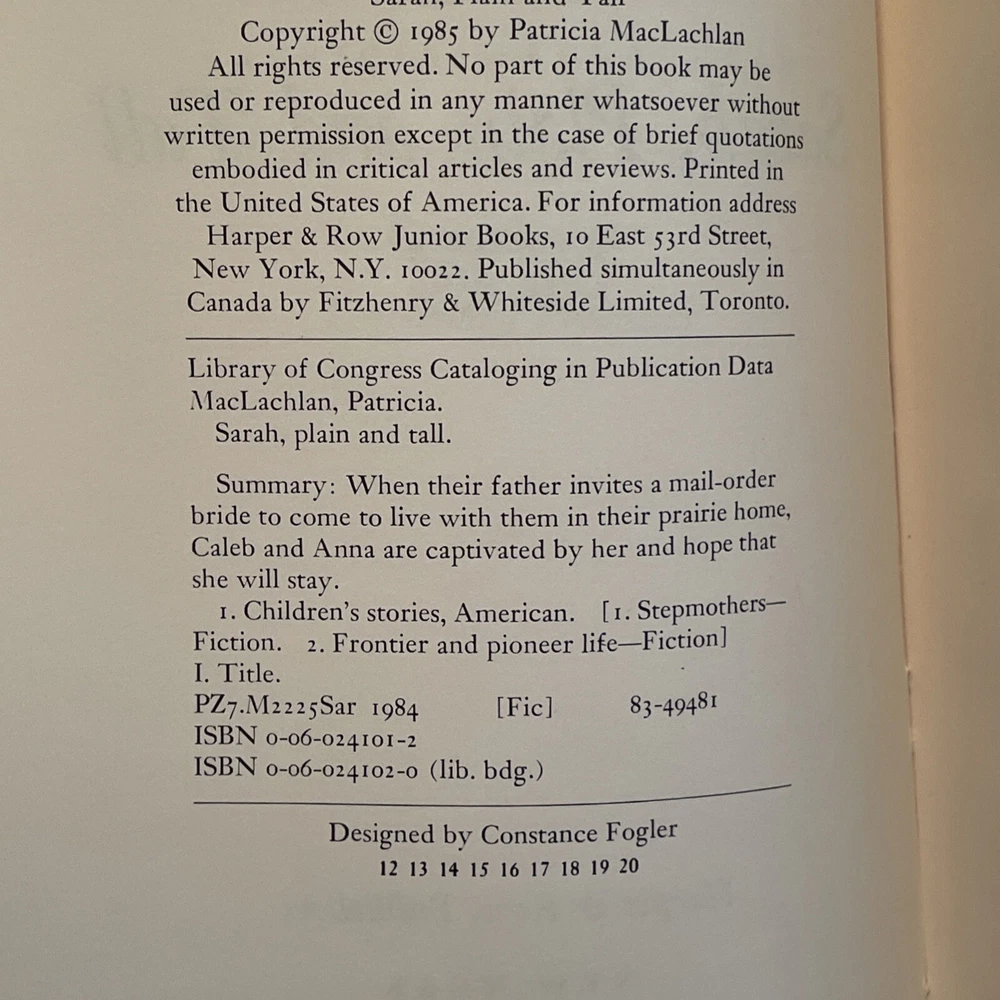 Sarah, Plain and Tall
Copyright © 1985 by Patricia MacLachlan
All rights reserved. No part of this book may be
used or reproduced in any manner whatsoever without
written permission except in the case of brief quotations
embodied in critical articles and reviews. Printed in
the United States of America. For information address
Harper & Row Junior Books, 10 East 53rd Street,
New York, N.Y. 10022. Published simultaneously in
Canada by Fitzhenry & Whiteside Limited, Toronto.
Library of Congress Cataloging in Publication Data
MacLachlan, Patricia.
Sarah, plain and tall.
Summary: When their father invites a mail-order
bride to come to live with them in their prairie home,
Caleb and Anna are captivated by her and hope that
she will stay.
1. Children's stories, American. [1. Stepmothers—
Fiction. 2. Frontier and pioneer life—Fiction]
I. Title.
PZ7.M2225Sar 1984 [Fic] 83-49481
ISBN 0-06-024101-2
ISBN 0-06-024102-0 (lib. bdg.)
Designed by Constance Fogler
12 13 14 15 16 17 18 19 20